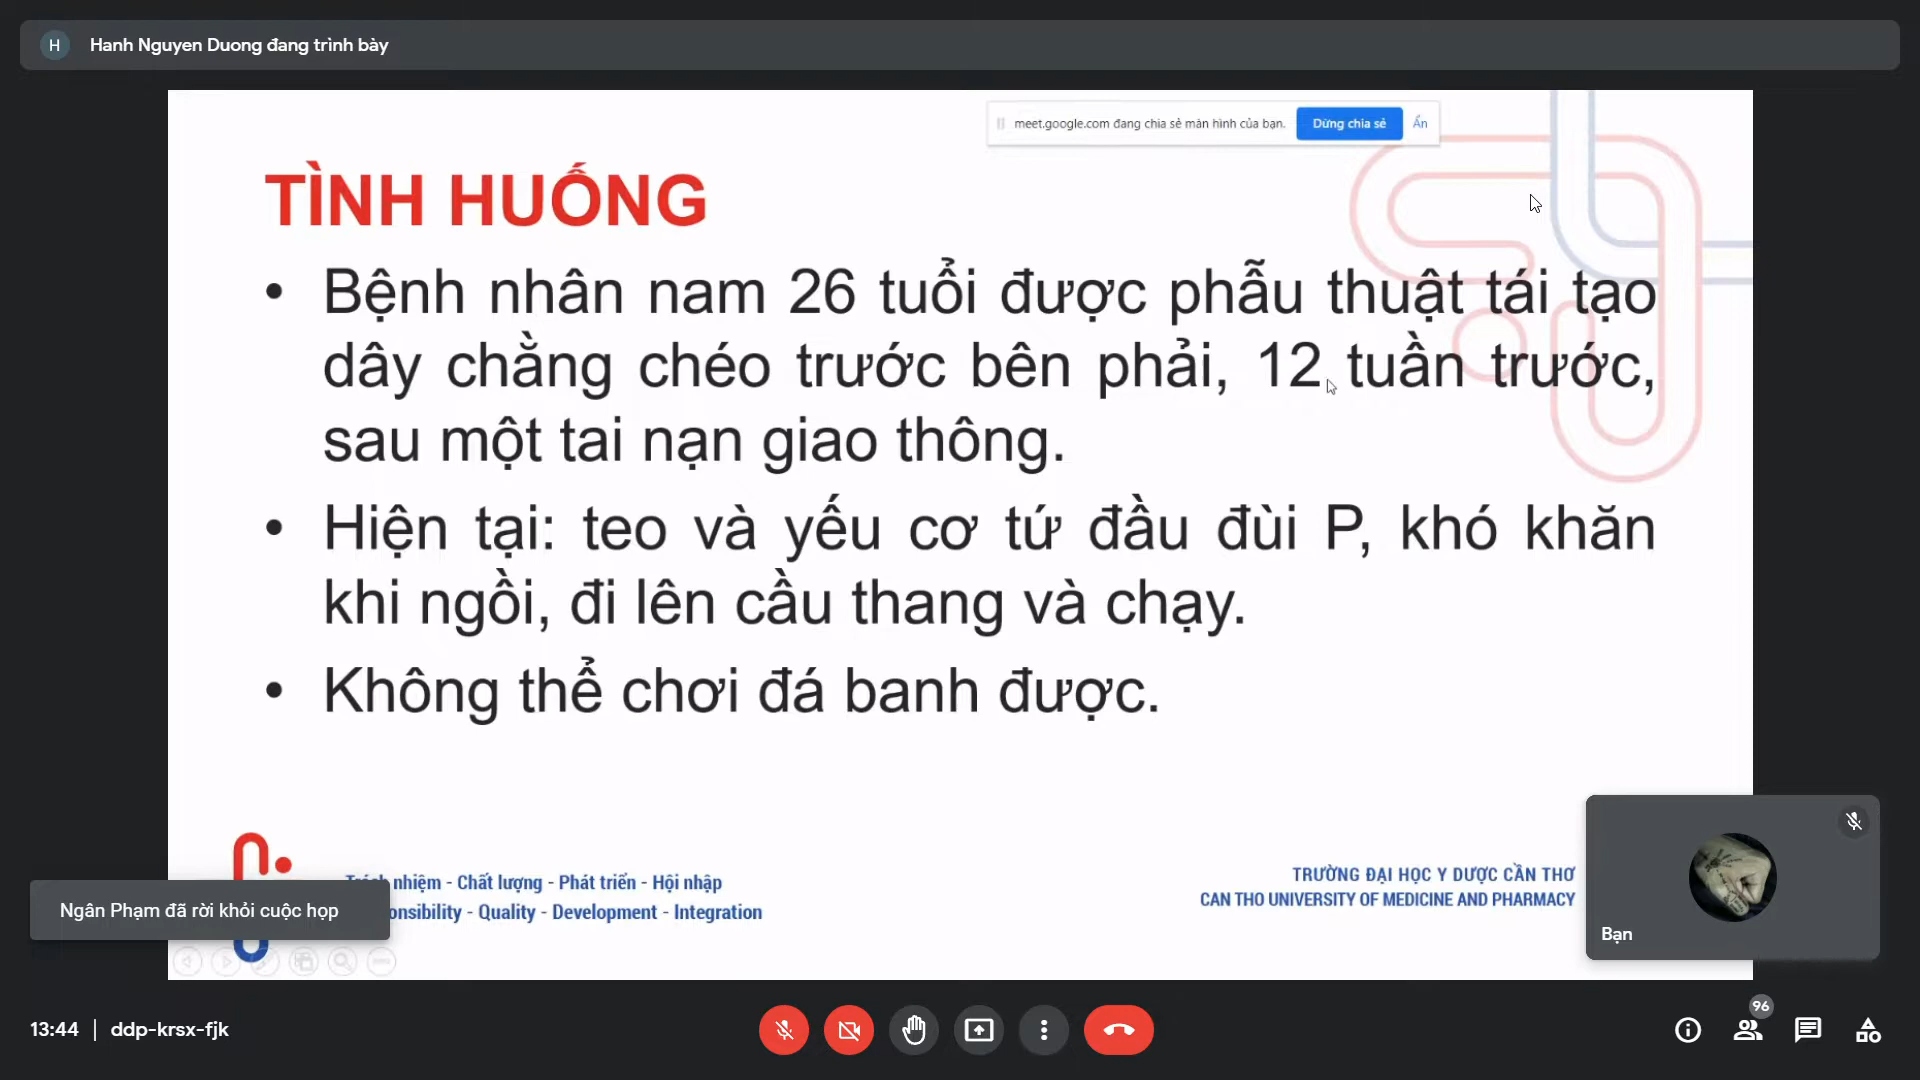 H
Hanh Nguyen Duong đang trình bày
meet.google.com đang chia sẻ màn hình của bạn.
Dừng chia sẻ
Ẩn
TÌNH HUỐNG
• Bệnh nhân nam 26 tuổi được phẫu thuật tái tạo
dây chằng chéo trước bên phải, 12 tuần trước,
sau một tai nạn giao thông.
• Hiện tại: teo và yếu cơ tứ đầu đùi P, khó khăn
khi ngồi, đi lên cầu thang và chạy.
• Không thể chơi đá banh được.
nhiệm - Chất lượng - Phát triển - Hội nhập
onsibility - Quality - Development - Integration
TRƯỜNG ĐẠI HỌC Y DƯỢC CẦN THƠ
CAN THO UNIVERSITY OF MEDICINE AND PHARMACY
Ngân Phạm đã rời khỏi cuộc họp
Bạn
13:44 | ddp-krsx-fjk
96